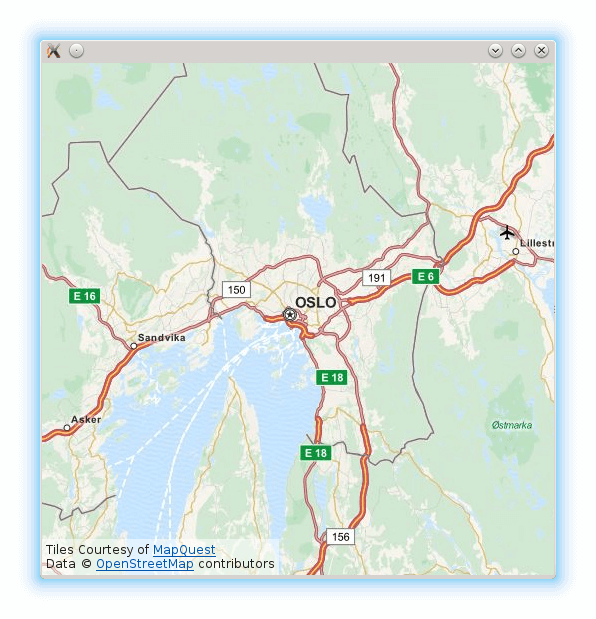 Lillestr
191
E 6
150
E 16
OSLO
Sandvika
E 18
Asker
Østmarka
E 18
156
Tiles Courtesy of MapQuest
Data © OpenStreetMap contributors